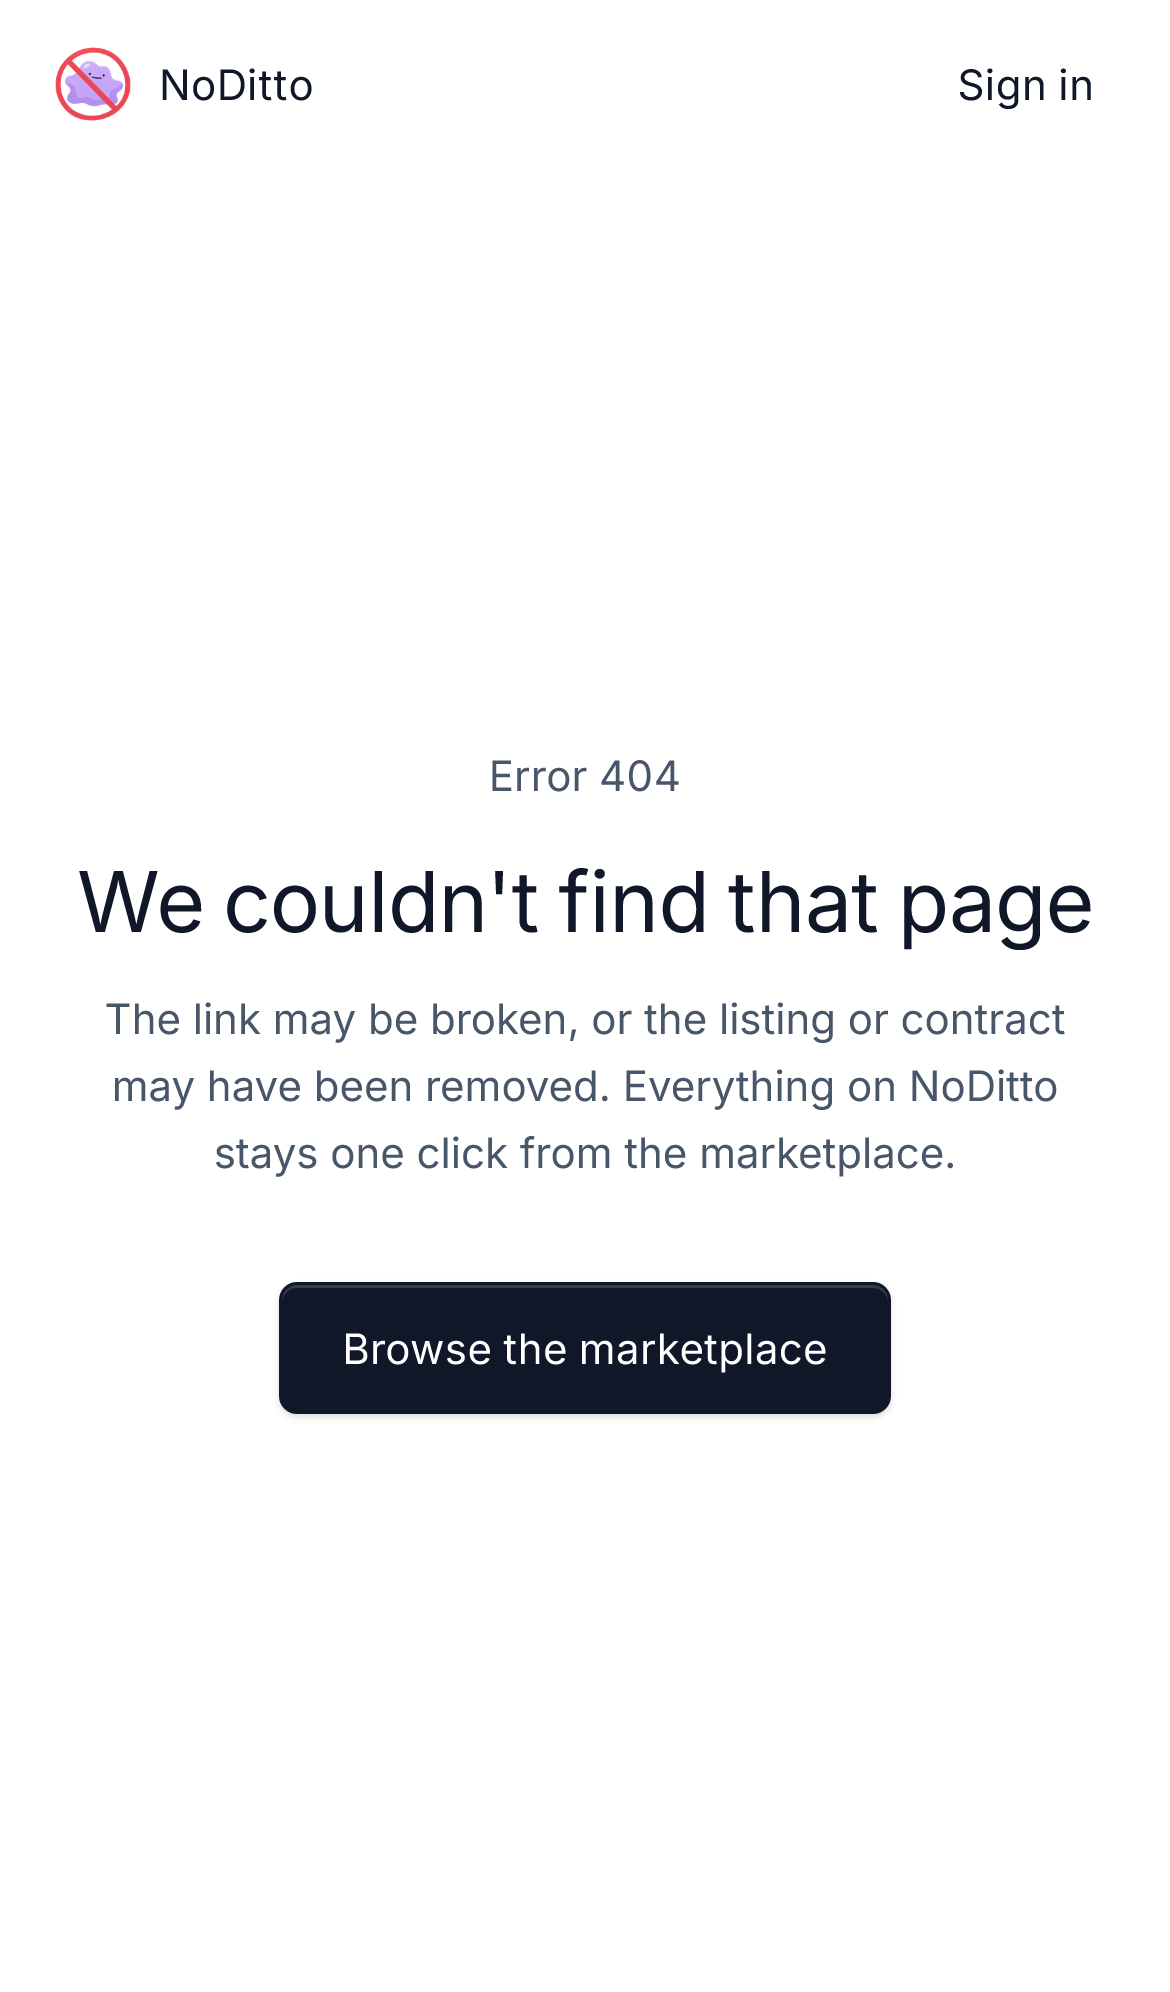 NoDitto
Sign in
Error 404
We couldn't find that page
The link may be broken, or the listing or contract
may have been removed. Everything on NoDitto
stays one click from the marketplace.
Browse the marketplace